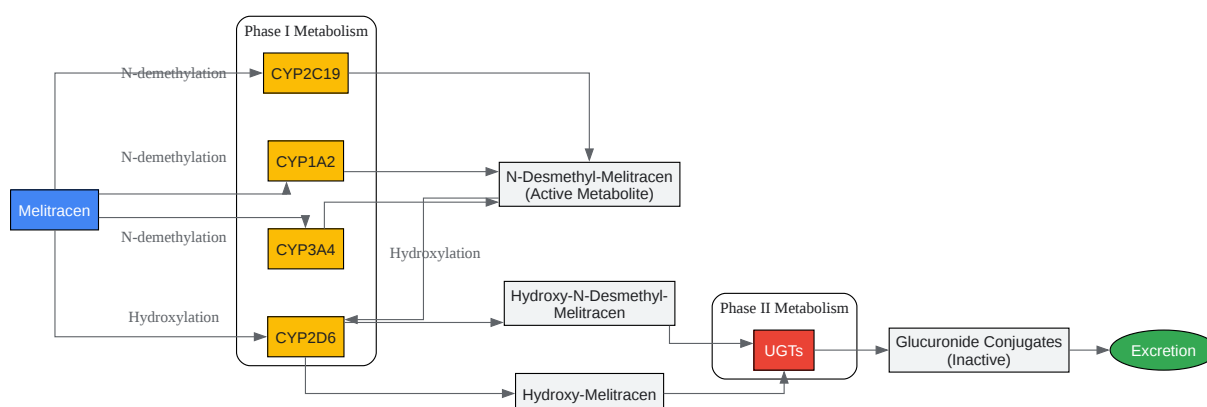 Phase I Metabolism
N-demethylation
CYP2C19
N-demethylation
CYP1A2
N-Desmethyl-Melitracen
(Active Metabolite)
Melitracen
N-demethylation
CYP3A4
Hydroxylation
Hydroxylation
CYP2D6
Hydroxy-N-Desmethyl-
Melitracen
Phase II Metabolism
UGTs
Glucuronide Conjugates
(Inactive)
Excretion
Hydroxy-Melitracen